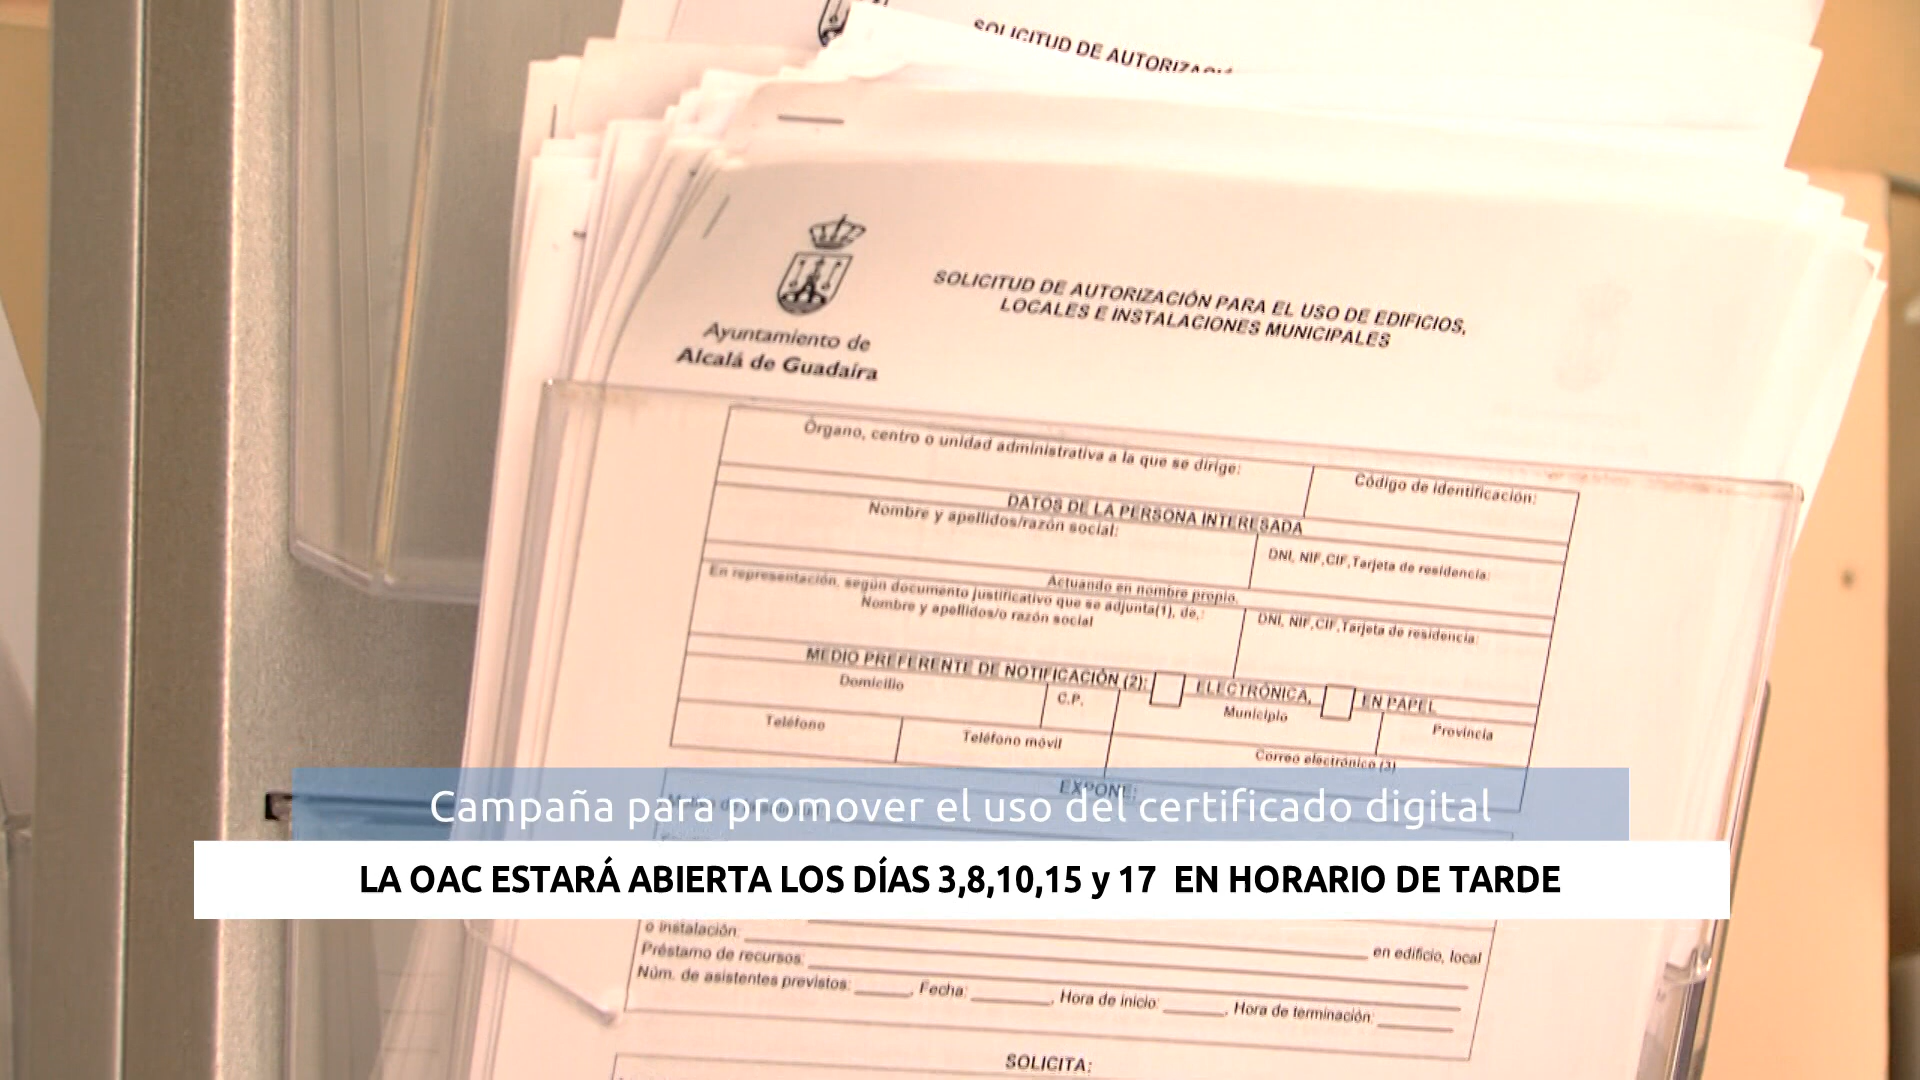 SOLICITUD DE AUTORIZACIÓ
SOLICITUD DE AUTORIZACIÓN PARA EL USO DE EDIFICIOS,
LOCALES E INSTALACIONES MUNICIPALES
Ayuntamiento de
Alcalá de Guadaíra
Órgano, centro o unidad administrativa a la que se dirige:
Código de identificación:
DATOS DE LA PERSONA INTERESADA
Nombre y apellidos/razón social:
DNI, NIF,CIF,Tarjeta de residencia:
Actuando en nombre propio.
En representación, según documento justificativo que se adjunta(1), de,:
Nombre y apellidos/o razón social
DNI, NIF,CIF,Tarjeta de residencia:
MEDIO PREFERENTE DE NOTIFICACIÓN (2): ELECTRÓNICA, EN PAPEL
Domicilio
C.P.
Municipio
Provincia
Teléfono
Teléfono móvil
Correo electrónico (3)
EXPONE:
Campaña para promover el uso del certificado digital
LA OAC ESTARÁ ABIERTA LOS DÍAS 3,8,10,15 y 17 EN HORARIO DE TARDE
o instalación: en edificio, local
Préstamo de recursos:
Núm. de asistentes previstos: , Fecha: , Hora de inicio: , Hora de terminación:
SOLICITA: